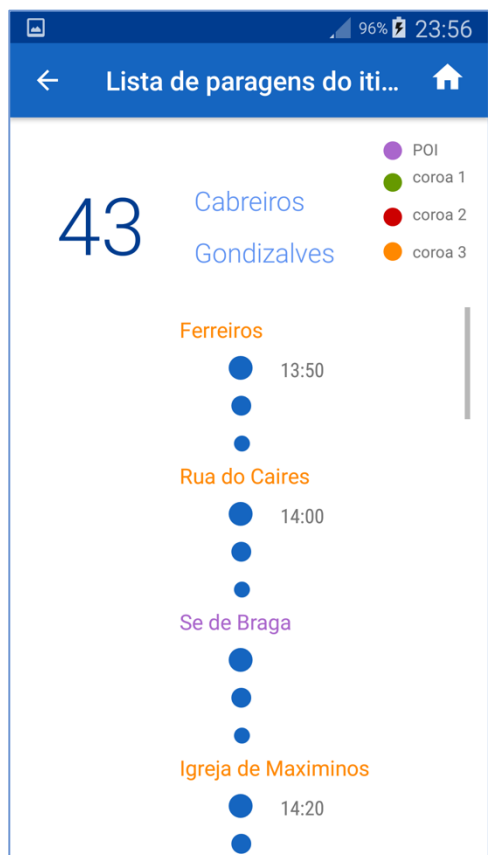 96% 23:56
Lista de paragens do iti...
POI
coroa 1
coroa 2
coroa 3
43
Cabreiros
Gondizalves
Ferreiros
13:50
Rua do Caires
14:00
Se de Braga
Igreja de Maximinos
14:20